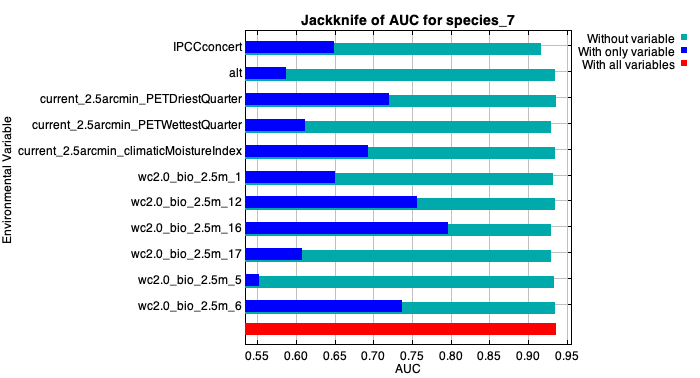 Jackknife of AUC for species_7
Without variable
With only variable
With all variables
Environmental Variable
IPCCconcert
alt
current_2.5arcmin_PETDriestQuarter
current_2.5arcmin_PETWettestQuarter
current_2.5arcmin_climaticMoistureIndex
wc2.0_bio_2.5m_1
wc2.0_bio_2.5m_12
wc2.0_bio_2.5m_16
wc2.0_bio_2.5m_17
wc2.0_bio_2.5m_5
wc2.0_bio_2.5m_6
0.55 0.60 0.65 0.70 0.75 0.80 0.85 0.90 0.95
AUC